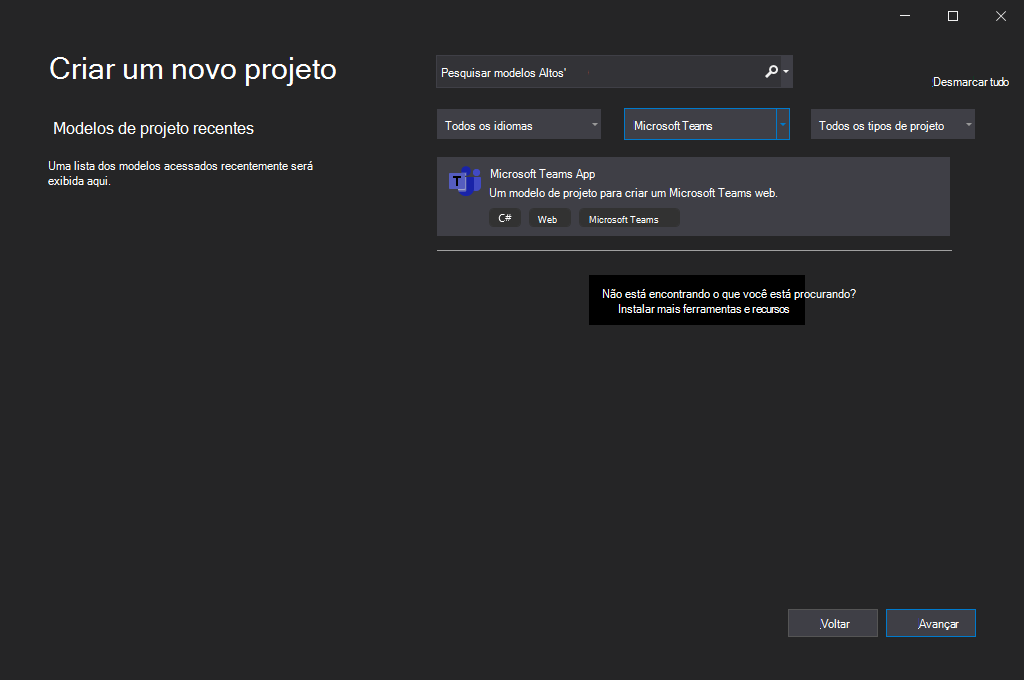 Criar um novo projeto
Modelos de projeto recentes
Uma lista dos modelos acessados recentemente será
exibida aqui.
Pesquisar modelos Altos'
Desmarcar tudo
Todos os idiomas
Microsoft Teams
Todos os tipos de projeto
T
Microsoft Teams App
Um modelo de projeto para criar um Microsoft Teams web.
C#
Web
Microsoft Teams
Não está encontrando o que você está procurando?
Instalar mais ferramentas e recursos
Voltar
Avançar